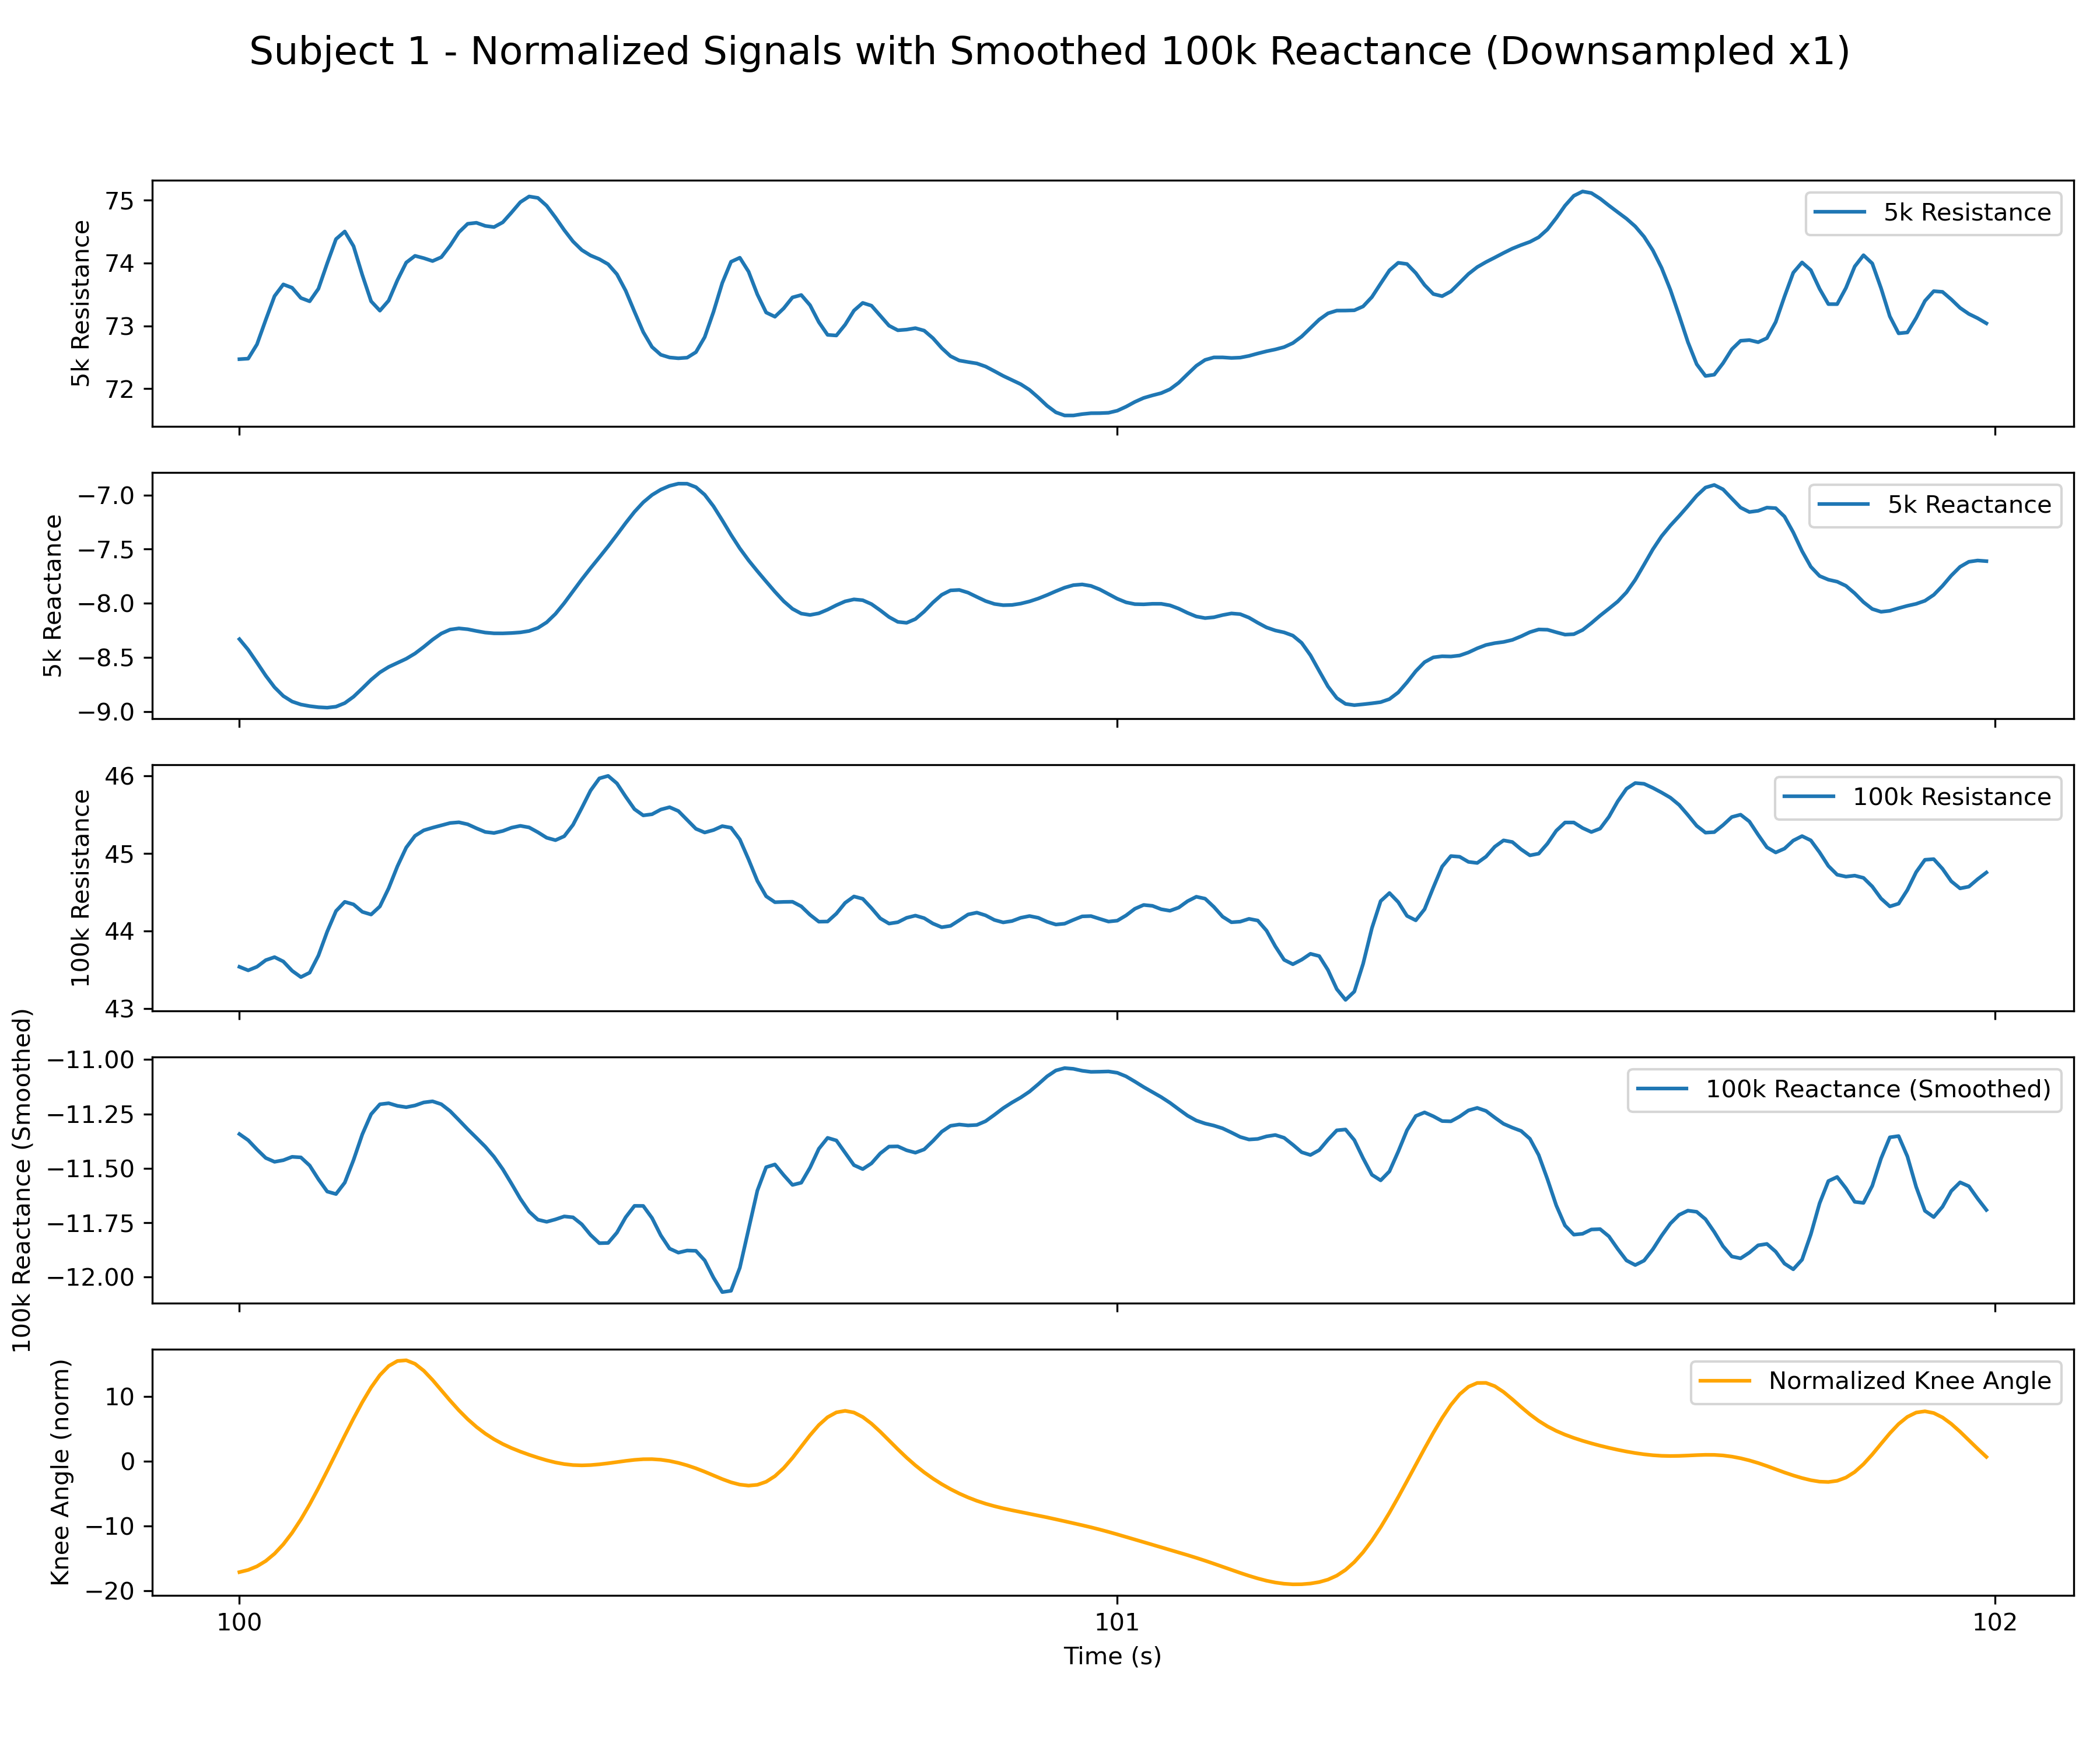 Subject 1 - Normalized Signals with Smoothed 100k Reactance (Downsampled x1)
5k Resistance
75
74
73
72
5k Resistance
5k Reactance
−7.0
−7.5
−8.0
−8.5
−9.0
5k Reactance
100k Resistance
46
45
44
43
100k Resistance
100k Reactance (Smoothed)
−11.00
−11.25
−11.50
−11.75
−12.00
100k Reactance (Smoothed)
Knee Angle (norm)
10
0
−10
−20
Normalized Knee Angle
100
101
102
Time (s)